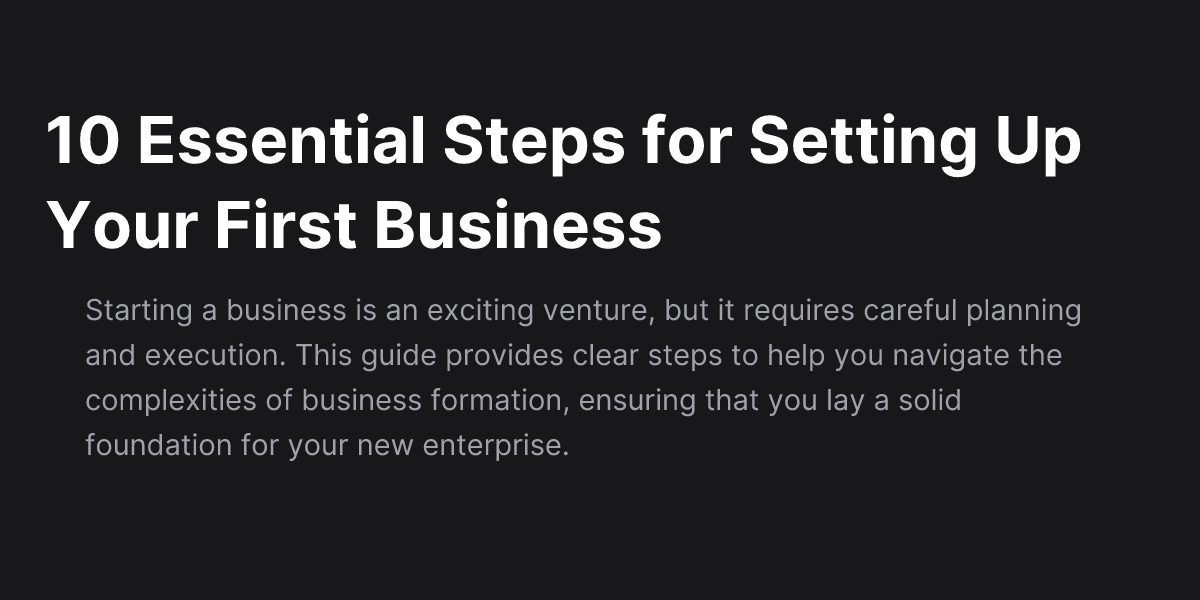 10 Essential Steps for Setting Up
Your First Business
Starting a business is an exciting venture, but it requires careful planning
and execution. This guide provides clear steps to help you navigate the
complexities of business formation, ensuring that you lay a solid
foundation for your new enterprise.